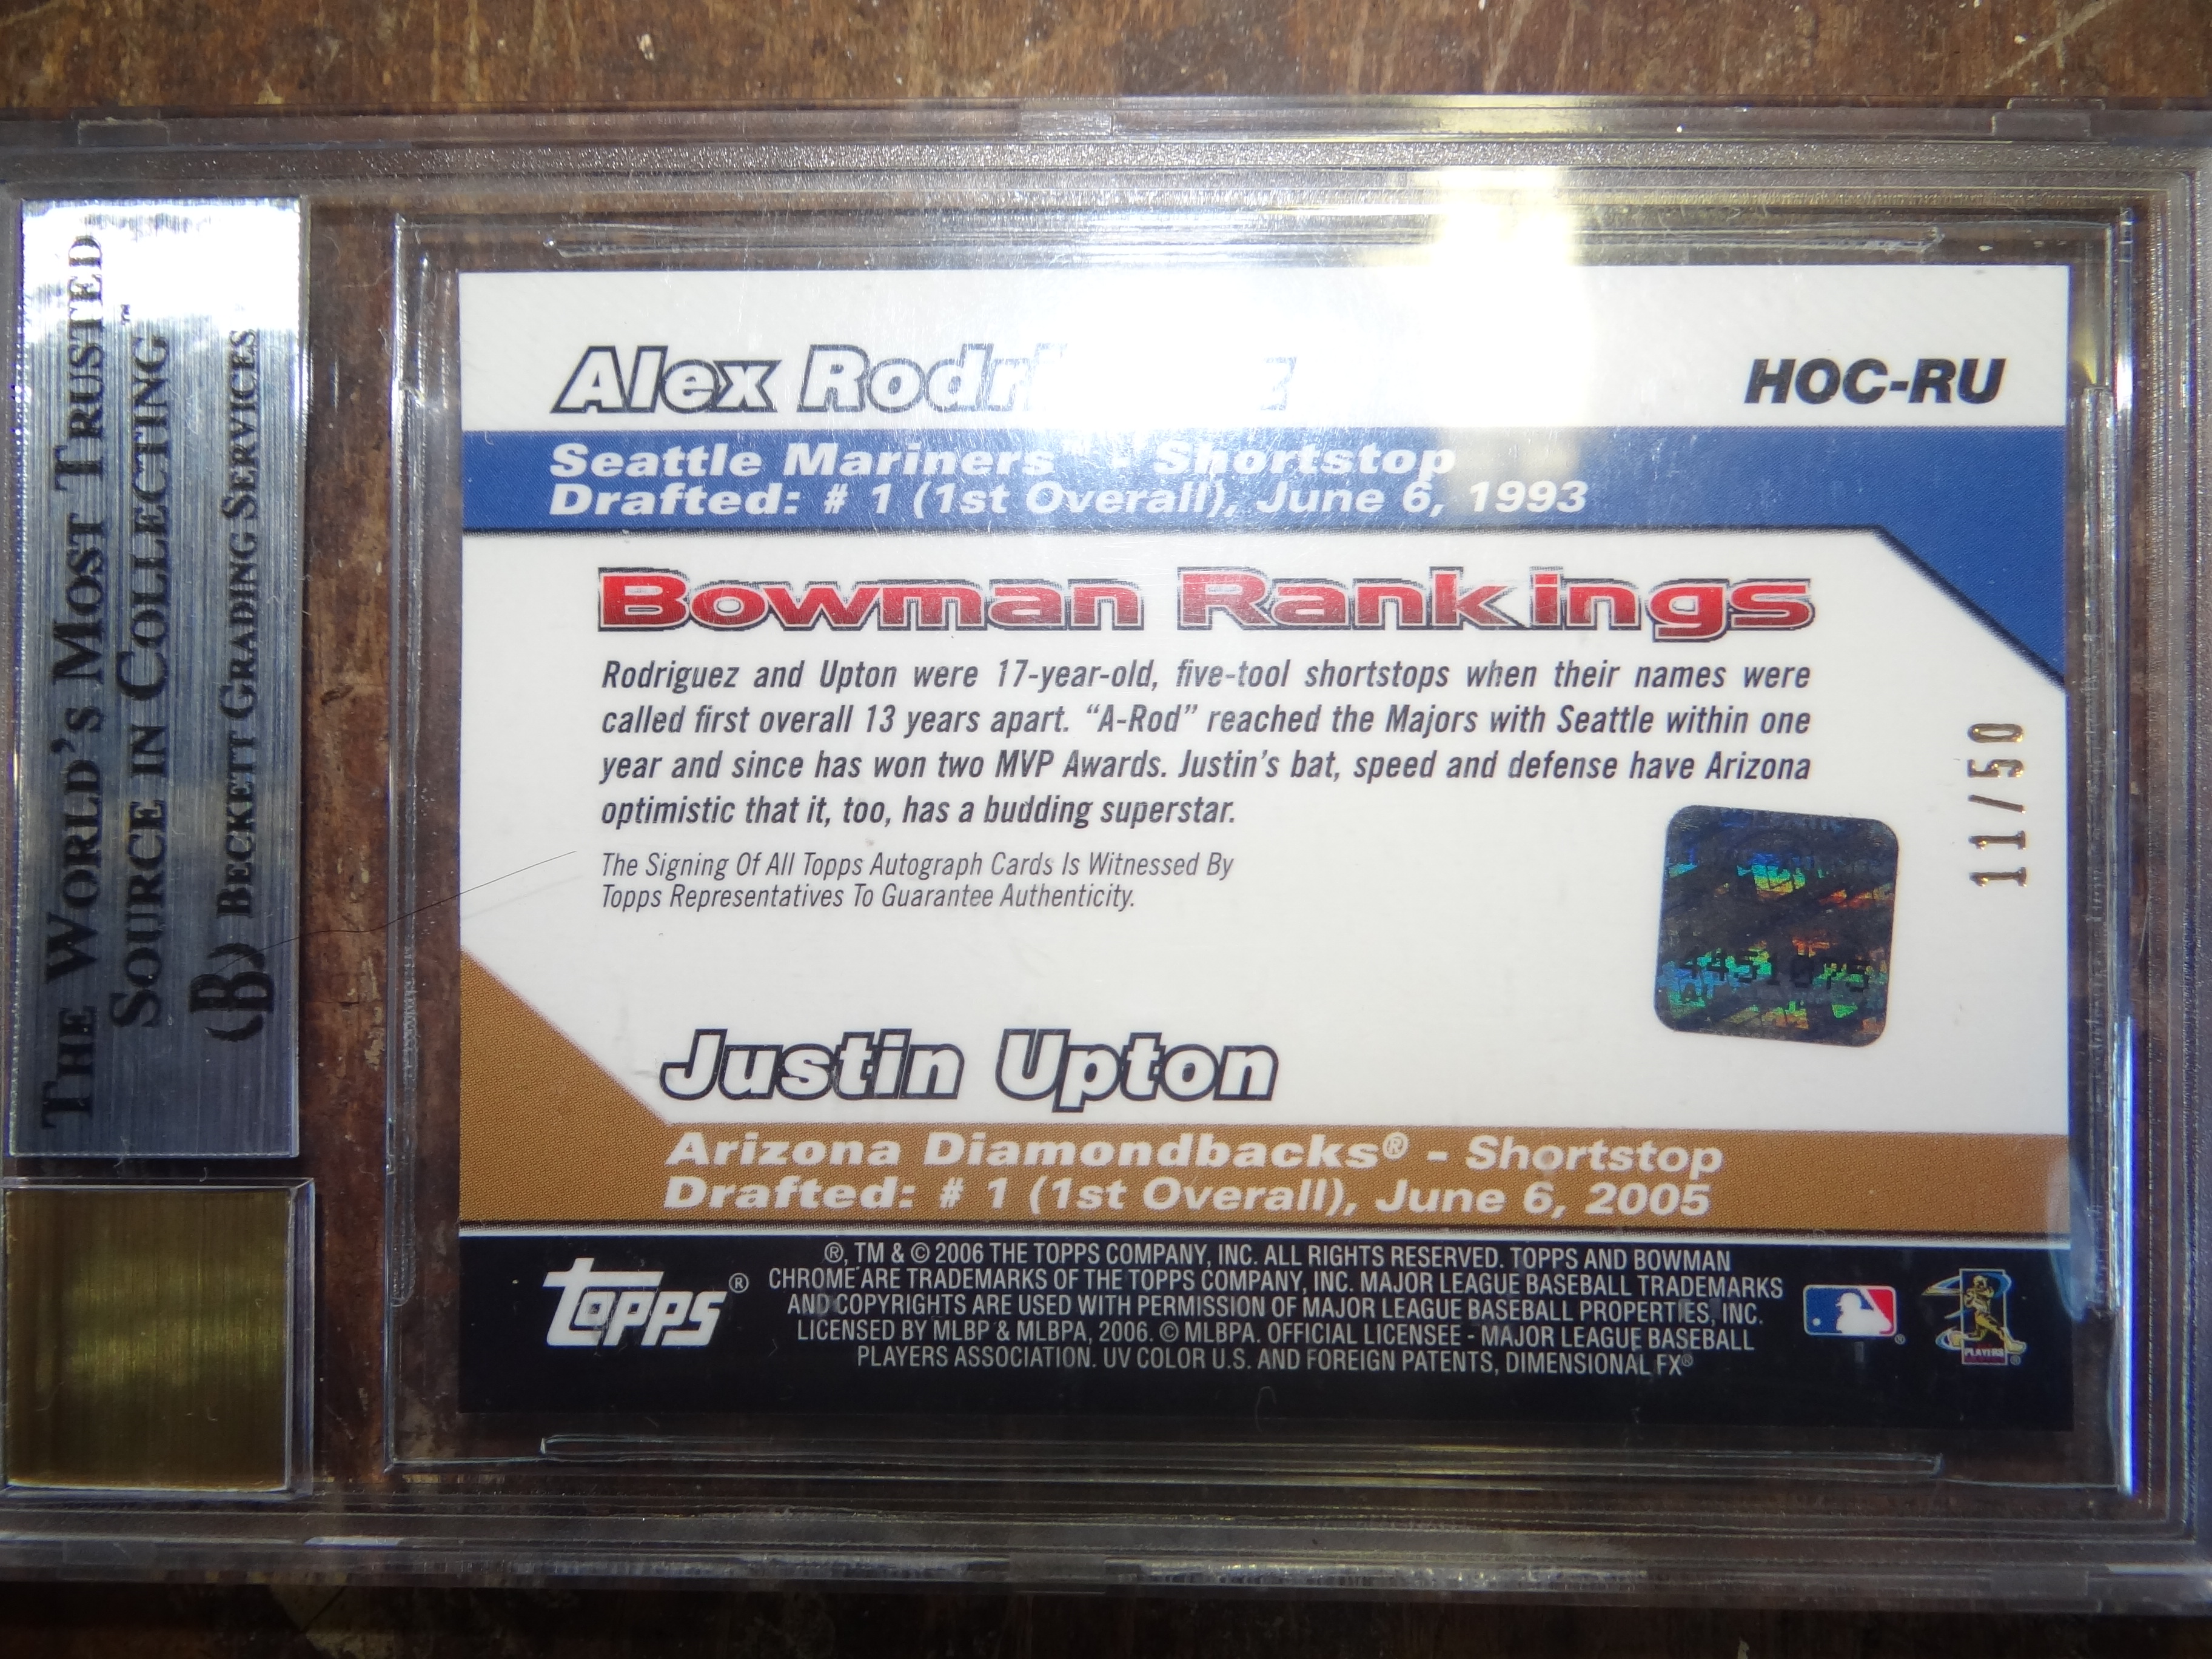 THE WORLD'S MOST TRUSTED
SOURCE IN COLLECTING™
BECKETT GRADING SERVICES
Alex
HOC-RU
Seattle Mariners™ - Shortstop
Drafted: # 1 (1st Overall), June 6, 1993
Bowman Rankings
Rodriguez and Upton were 17-year-old, five-tool shortstops when their names were
called first overall 13 years apart. “A-Rod” reached the Majors with Seattle within one
year and since has won two MVP Awards. Justin's bat, speed and defense have Arizona
optimistic that it, too, has a budding superstar.
The Signing Of All Topps Autograph Cards Is Witnessed By
Topps Representatives To Guarantee Authenticity.
11/50
Justin Upton
Arizona Diamondbacks® - Shortstop
Drafted: # 1 (1st Overall), June 6, 2005
TOPPS®
®, TM & © 2006 THE TOPPS COMPANY, INC. ALL RIGHTS RESERVED. TOPPS AND BOWMAN
CHROME ARE TRADEMARKS OF THE TOPPS COMPANY, INC. MAJOR LEAGUE BASEBALL TRADEMARKS
AND COPYRIGHTS ARE USED WITH PERMISSION OF MAJOR LEAGUE BASEBALL PROPERTIES, INC.
LICENSED BY MLBP & MLBPA, 2006. © MLBPA. OFFICIAL LICENSEE - MAJOR LEAGUE BASEBALL
PLAYERS ASSOCIATION. UV COLOR U.S. AND FOREIGN PATENTS, DIMENSIONAL FX®
PLAYERS